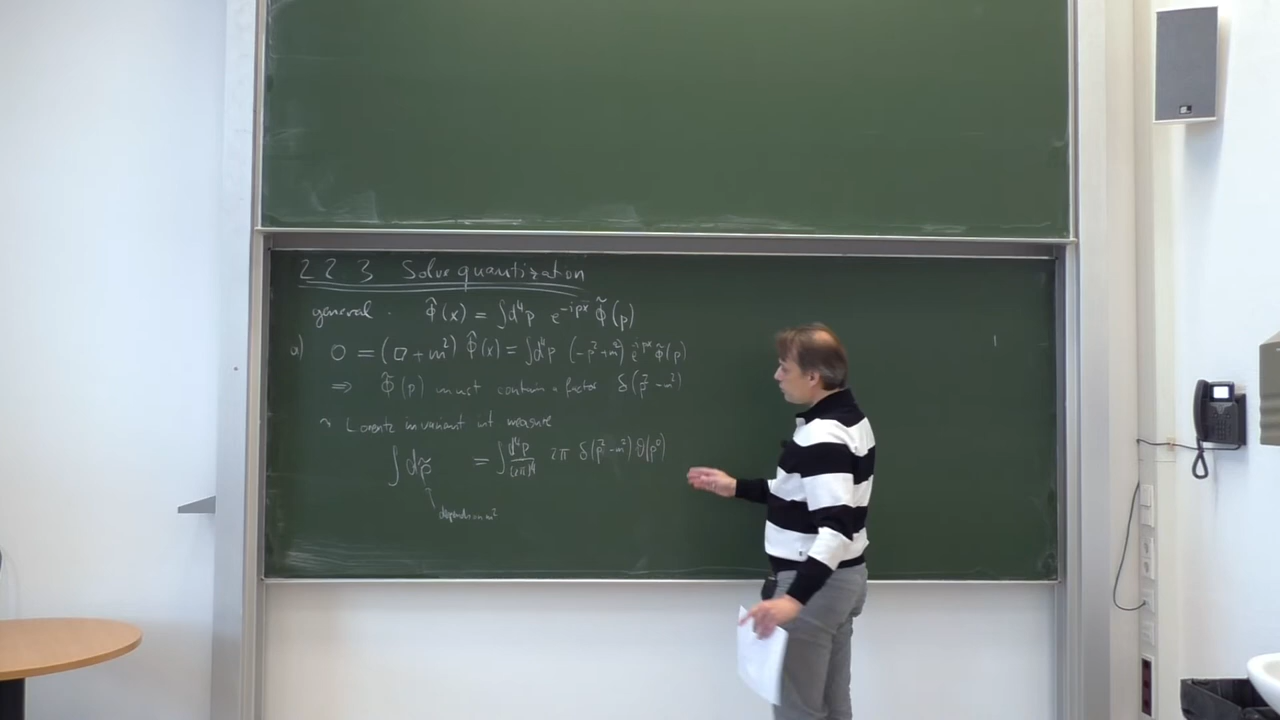 2.2.3 Solve quantization
general. Φ̂(x) = ∫d⁴p e^{-ipx} Φ̃(p)
a) 0 = (□ + m²) Φ̂(x) = ∫d⁴p (-p²+m²) e^{-ipx} Φ̃(p)
⇒ Φ̃(p) must contain a factor δ(p²-m²)
~ Lorentz invariant int measure
∫dp̃ = ∫ d⁴p/(2π)⁴ 2π δ(p²-m²) θ(p⁰)
depends on m²